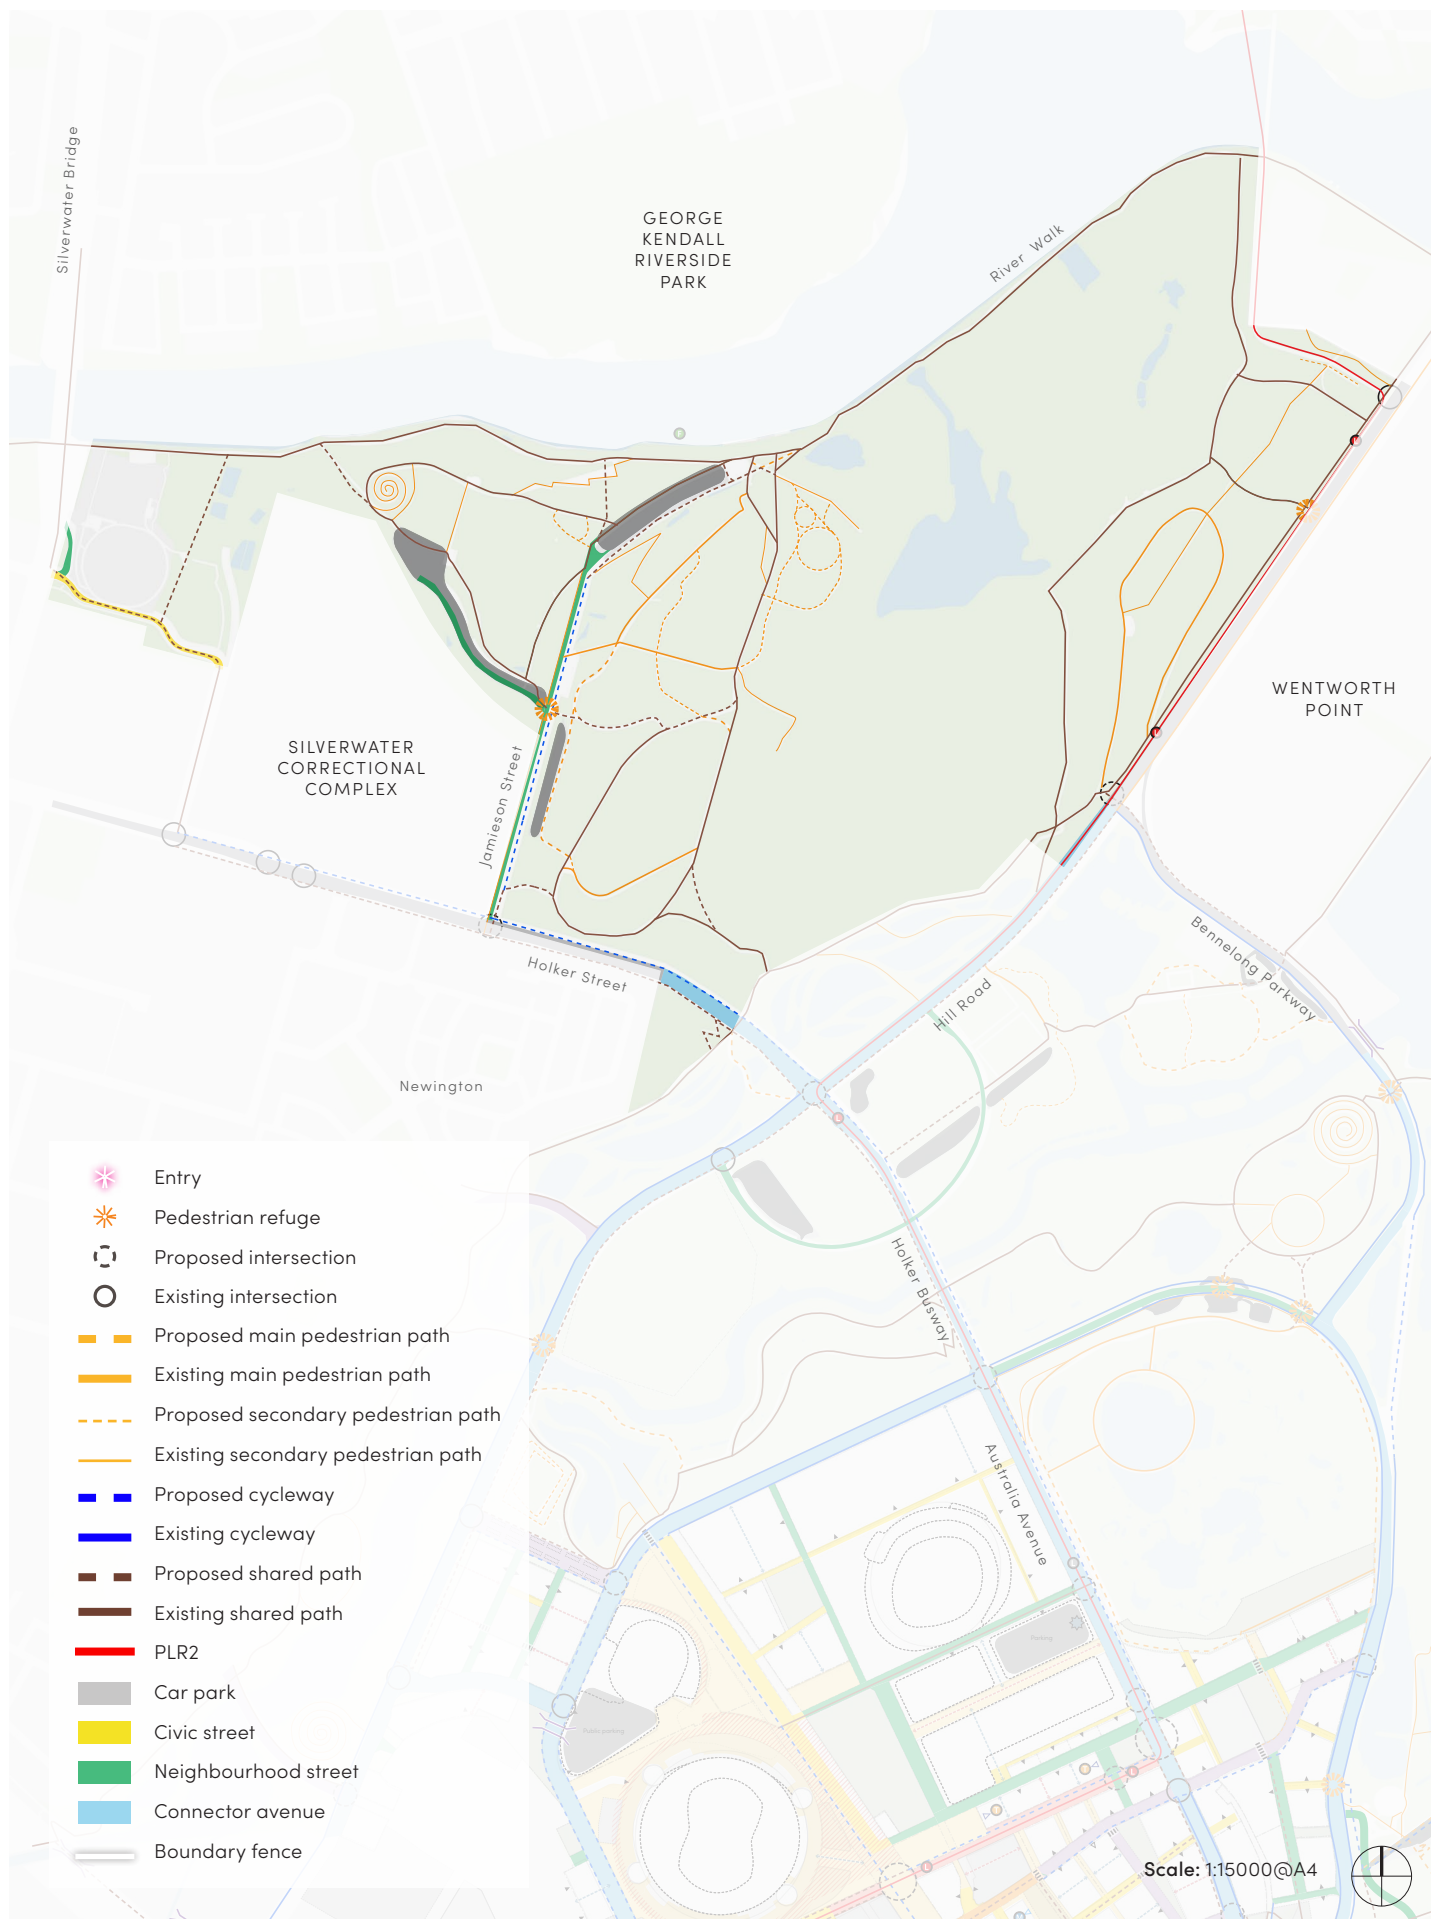 Silverwater Bridge
GEORGE
KENDALL
RIVERSIDE
PARK
River Walk
F
WENTWORTH
POINT
SILVERWATER
CORRECTIONAL
COMPLEX
Jamieson Street
Holker Street
Hill Road
Bennelong Parkway
Newington
L
Holker Busway
Australia Avenue
Parking
Public parking
L
L
Entry
Pedestrian refuge
Proposed intersection
Existing intersection
Proposed main pedestrian path
Existing main pedestrian path
Proposed secondary pedestrian path
Existing secondary pedestrian path
Proposed cycleway
Existing cycleway
Proposed shared path
Existing shared path
PLR2
Car park
Civic street
Neighbourhood street
Connector avenue
Boundary fence
Scale: 1:15000@A4